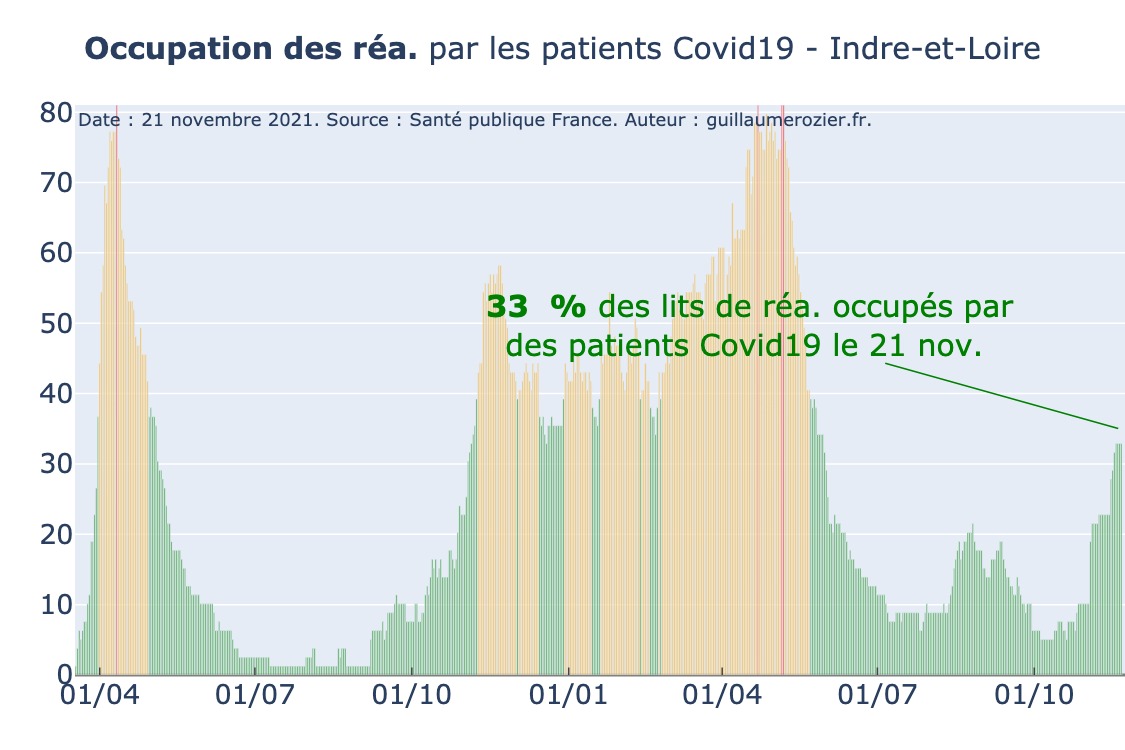 Occupation des réa. par les patients Covid19 - Indre-et-Loire
80
Date : 21 novembre 2021. Source : Santé publique France. Auteur : guillaumerozier.fr.
70
60
33 % des lits de réa. occupés par
50
des patients Covid19 le 21 nov.
40
30
20
10
0
01/04 01/07 01/10 01/01 01/04 01/07 01/10